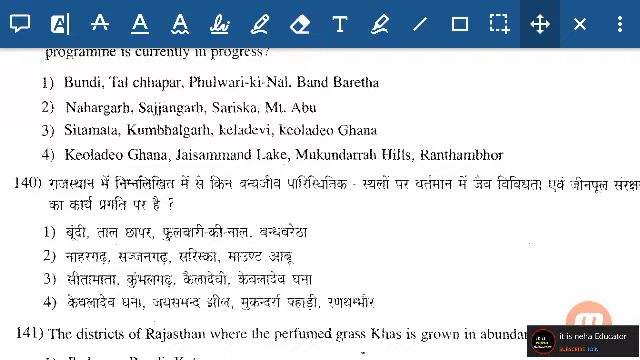 programme is currently in progress?
1) Bundi, Tal chhapar, Phulwari-ki-Nal, Band Baretha
2) Nahargarh, Sajjangarh, Sariska, Mt. Abu
3) Sitamata, Kumbhalgarh, keladevi, keoladeo Ghana
4) Keoladeo Ghana, Jaisammand Lake, Mukundarrah Hills, Ranthambhor
140) राजस्थान में निम्नलिखित में से किन वन्यजीव पारिस्थितिक - स्थलों पर वर्तमान में जैव विविधता एवं जीनपूल संरक्ष
का कार्य प्रगति पर है ?
1) बूंदी, ताल छापर, फुलवारी-की-नाल, बन्धबरेठा
2) नाहरगढ़, सज्जनगढ़, सरिस्का, माउण्ट आबू
3) सीतामाता, कुंभलगढ़, कैलादेवी, केवलादेव घना
4) केवलादेव घना, जयसमन्द झील, मुकन्दर्रा पहाड़ी, रणथम्भौर
141) The districts of Rajasthan where the perfumed grass Khas is grown in abundan
it is neha Educator
SUBSCRIBE JOIN